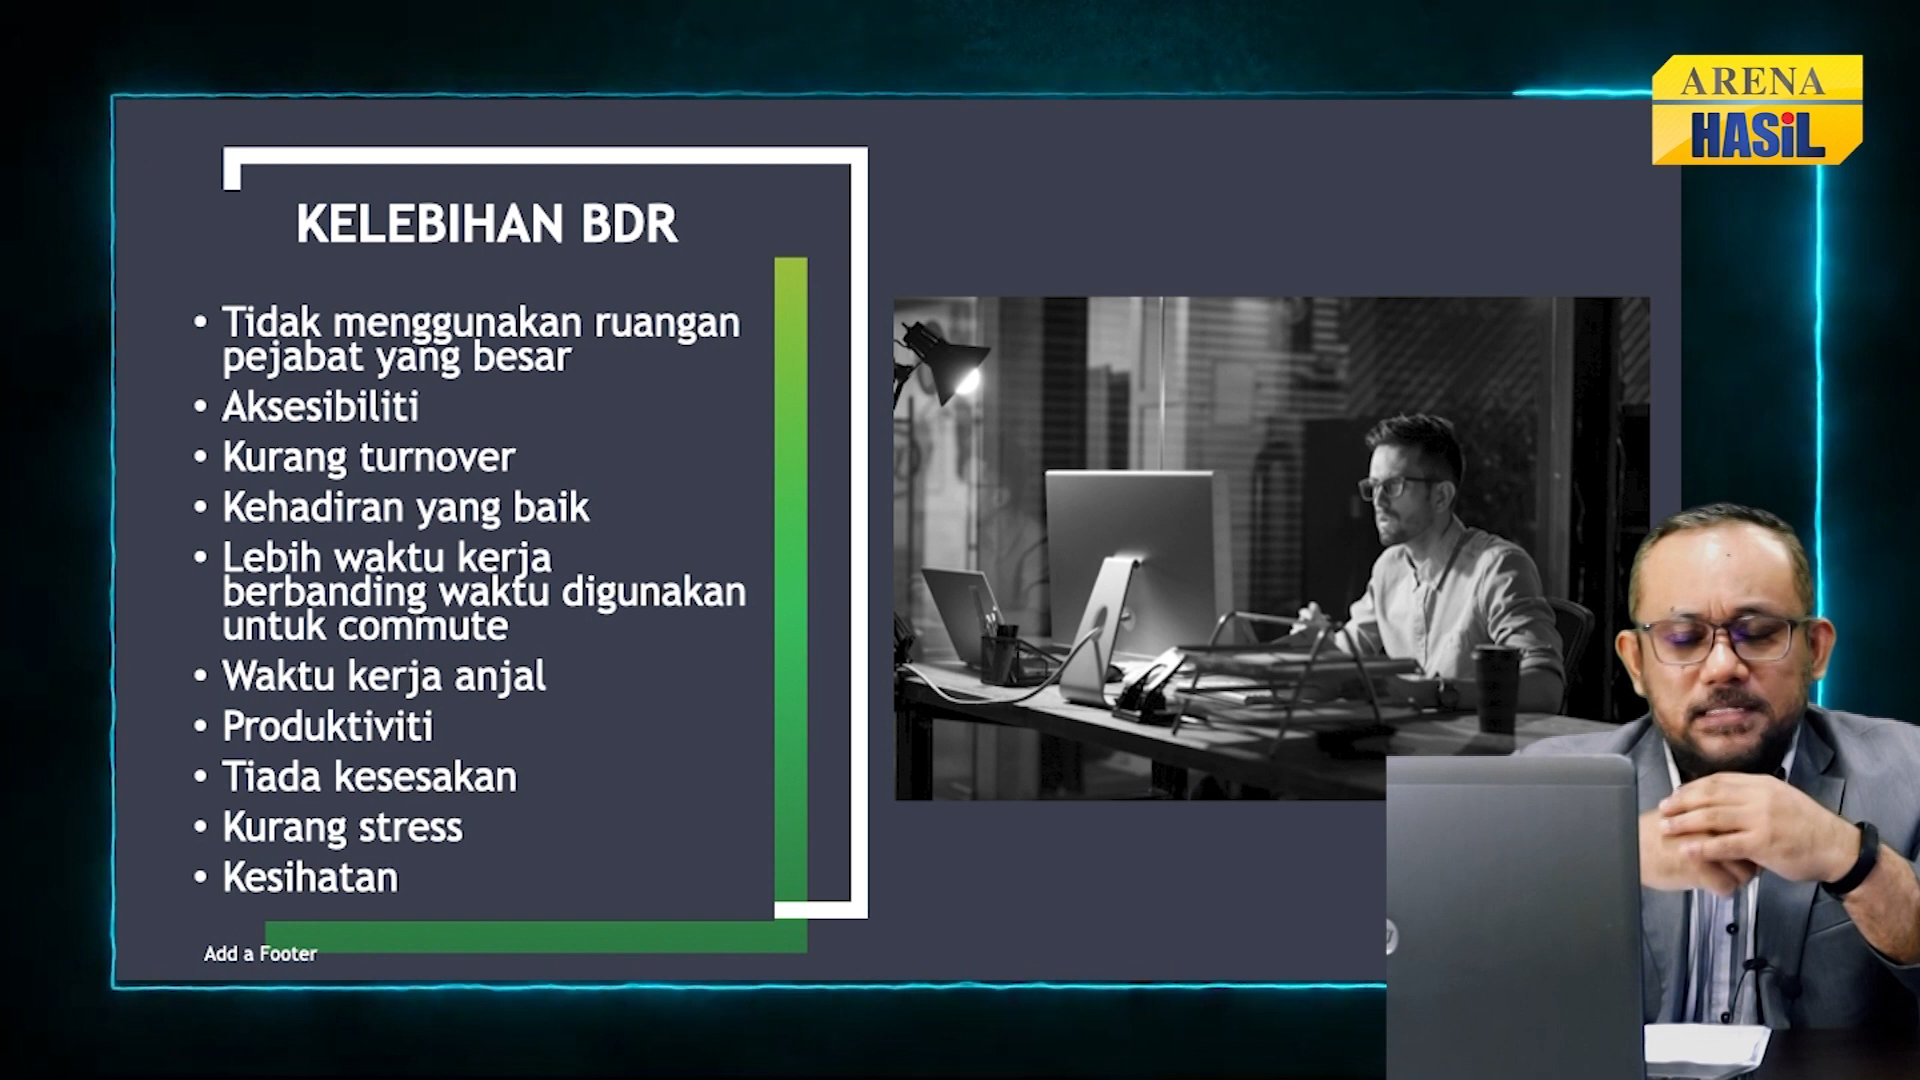 ARENA
HASiL
KELEBIHAN BDR
• Tidak menggunakan ruangan
pejabat yang besar
• Aksesibiliti
• Kurang turnover
• Kehadiran yang baik
• Lebih waktu kerja
berbanding waktu digunakan
untuk commute
• Waktu kerja anjal
• Produktiviti
• Tiada kesesakan
• Kurang stress
• Kesihatan
Add a Footer